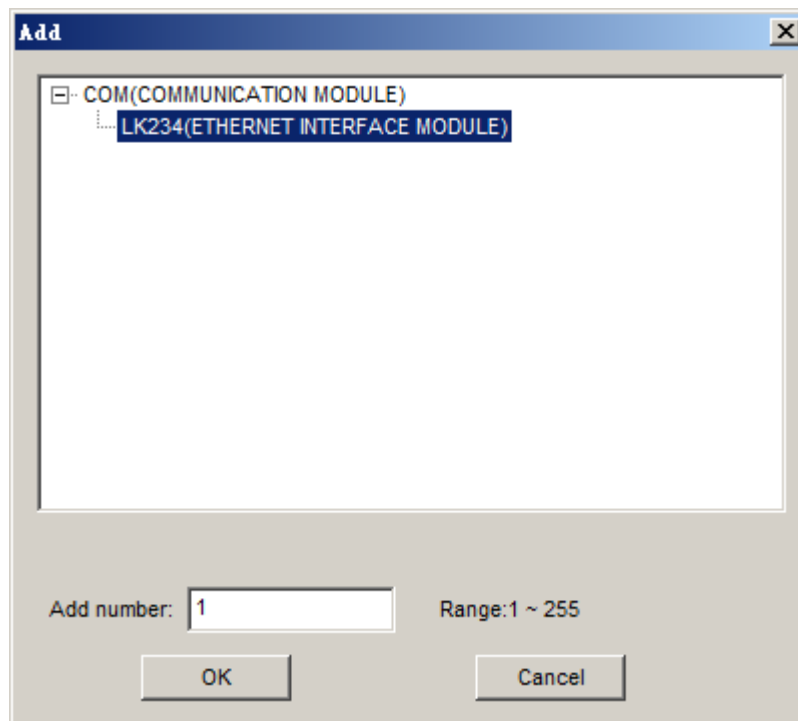 Add
COM(COMMUNICATION MODULE)
LK234(ETHERNET INTERFACE MODULE)
Add number: 1 Range:1 ~ 255
OK Cancel